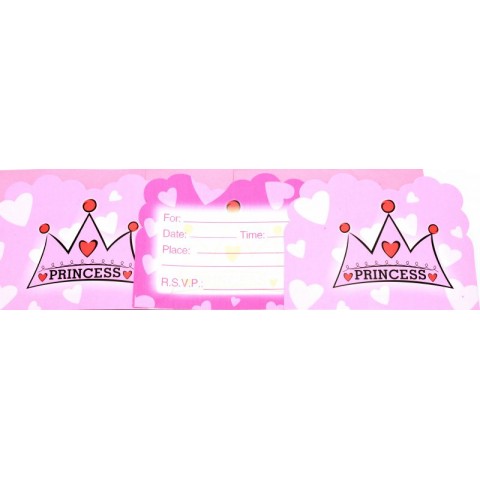 PRINCESS
For:
Date: Time:
Place:
R.S.V.P.:
PRINCESS